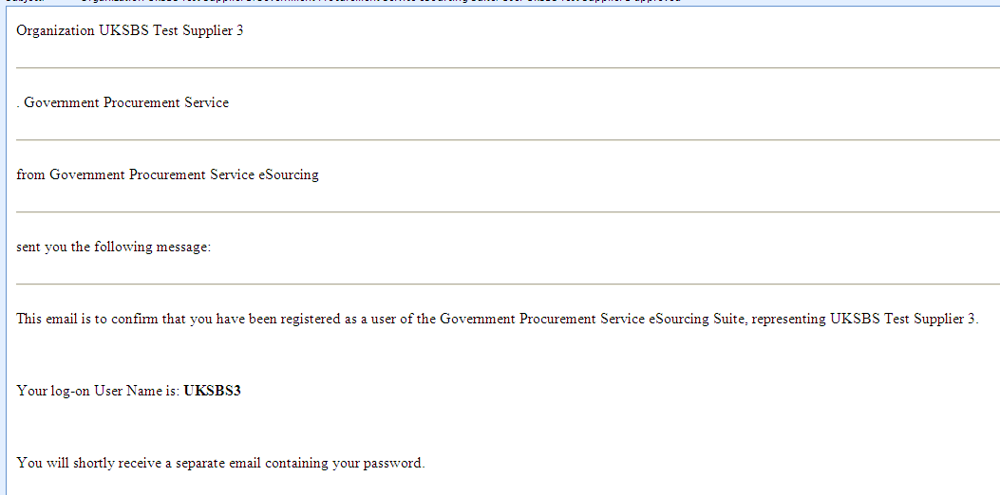 Organization UKSBS Test Supplier 3
. Government Procurement Service
from Government Procurement Service eSourcing
sent you the following message:
This email is to confirm that you have been registered as a user of the Government Procurement Service eSourcing Suite, representing UKSBS Test Supplier 3.
Your log-on User Name is: UKSBS3
You will shortly receive a separate email containing your password.